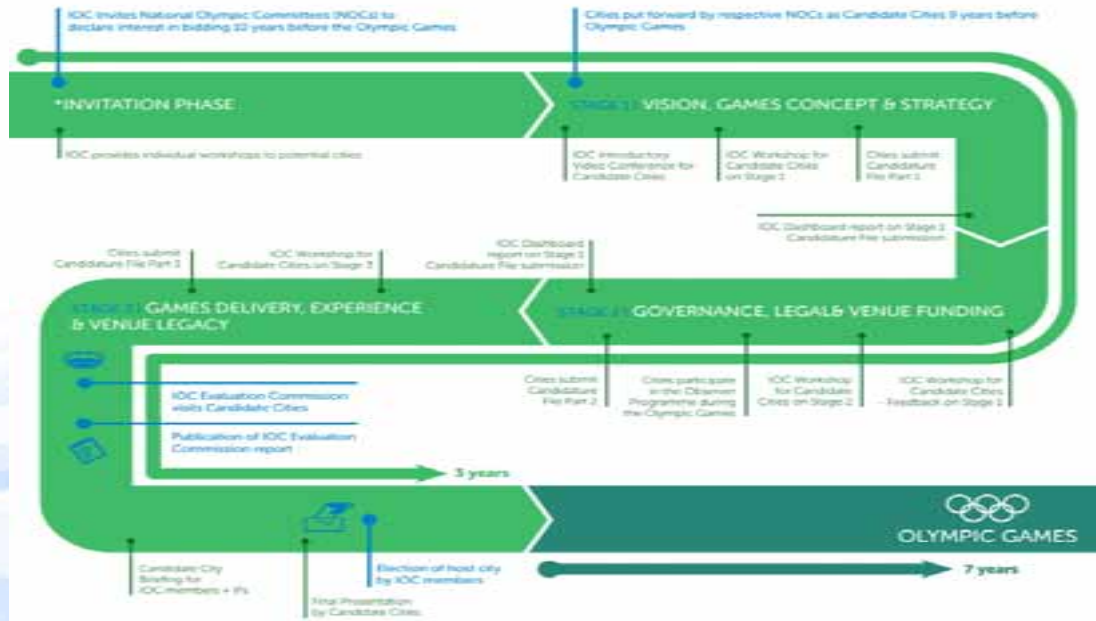 IOC Invites National Olympic Committees (NOCs) to
declare interest in bidding 10 years before the Olympic Games
Cities put forward by respective NOCs as Candidate Cities 9 years before
Olympic Games
*INVITATION PHASE
STAGE 1: VISION, GAMES CONCEPT & STRATEGY
IOC provides individual workshops to potential cities
IOC Introductory
Video Conference for
Candidate Cities
IOC Workshop for
Candidate Cities
on Stage 1
Cities submit
Candidature
File Part 1
IOC Dashboard report on Stage 1
Candidature File submission
Cities submit
Candidature File Part 3
IOC Workshop for
Candidate Cities on Stage 3
IOC Dashboard
report on Stage
Candidature File submission
STAGE 3: GAMES DELIVERY, EXPERIENCE
& VENUE LEGACY
STAGE 2: GOVERNANCE, LEGAL& VENUE FUNDING
Cities submit
Candidature
File Part 2
Cities participate
in the Observer
Programme during
the Olympic Games
IOC Workshop
for Candidate
Cities on Stage 2
IOC Workshop for
Candidate Cities
- Feedback on Stage 1
IOC Evaluation Commission
visits Candidate Cities
Publication of IOC Evaluation
Commission report
3 years
OLYMPIC GAMES
Candidate City
Briefing for
IOC members + IFs
Final Presentation
by Candidate Cities
Election of host city
by IOC members
7 years